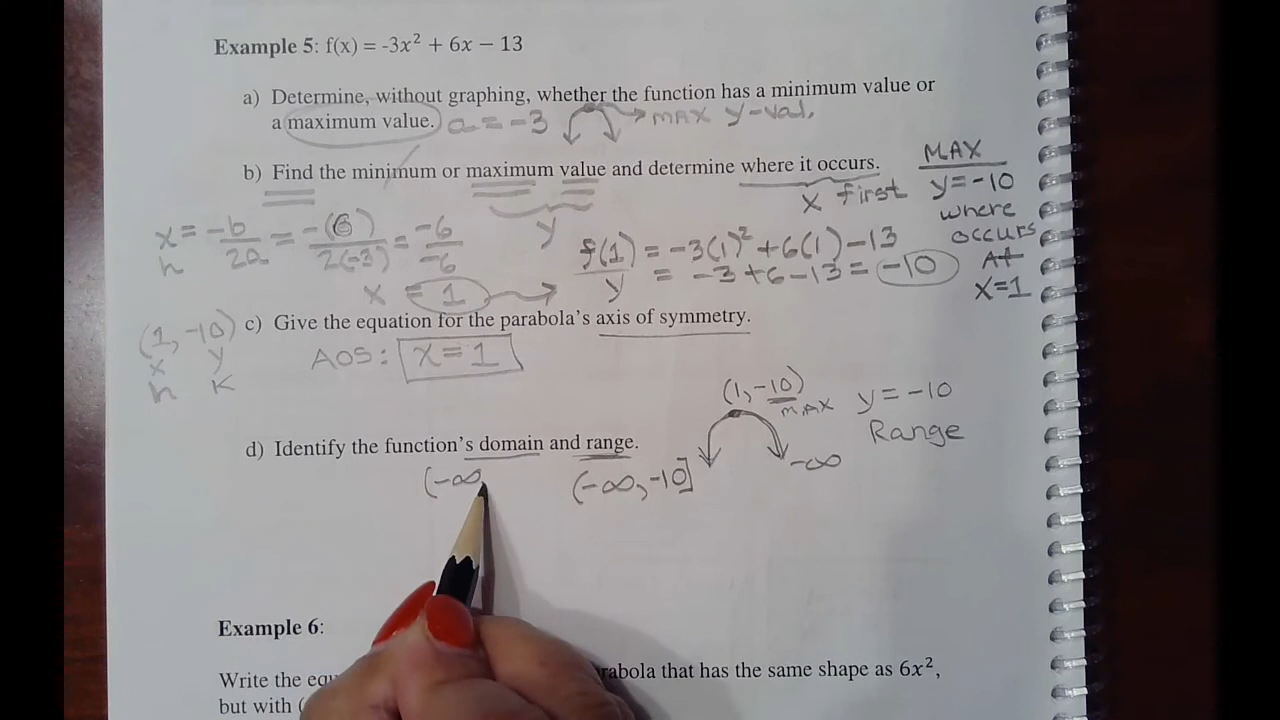 Example 5: f(x) = -3x² + 6x − 13
a) Determine, without graphing, whether the function has a minimum value or
a maximum value. a = -3 → MAX y-val.
b) Find the minimum or maximum value and determine where it occurs.
MAX
y = -10
where
occurs
At
x=1
y
x first
x = -b/2a = -(6)/2(-3) = -6/-6
h
x = 1 →
f(1) = -3(1)² + 6(1) - 13
y = -3 + 6 - 13 = -10
c) Give the equation for the parabola's axis of symmetry.
(1, -10)
x y
h K
AOS: x = 1
(1, -10)
MAX
y = -10
Range
d) Identify the function's domain and range.
-∞
(-∞ (-∞, -10]
Example 6:
Write the equ rabola that has the same shape as 6x²,
but with (